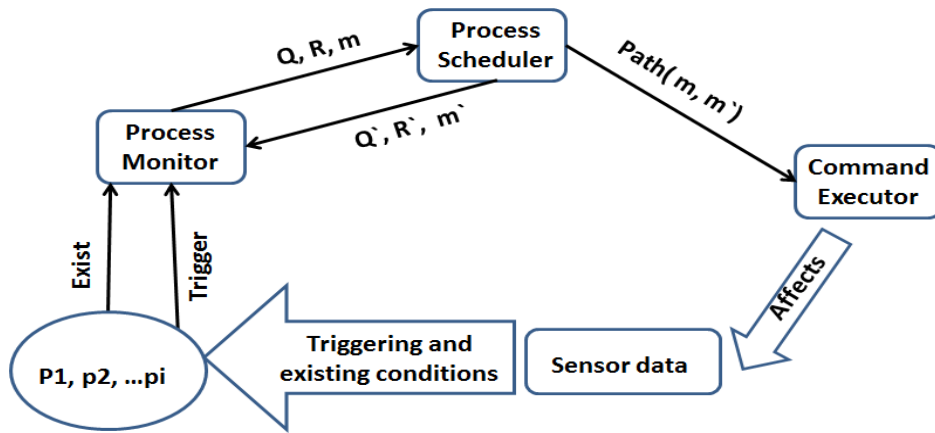 Q, R, m
Process
Scheduler
Path( m, m`)
Q`, R`, m`
Process
Monitor
Command
Executor
Exist
Trigger
Affects
Triggering and
existing conditions
Sensor data
P1, p2, ...pi